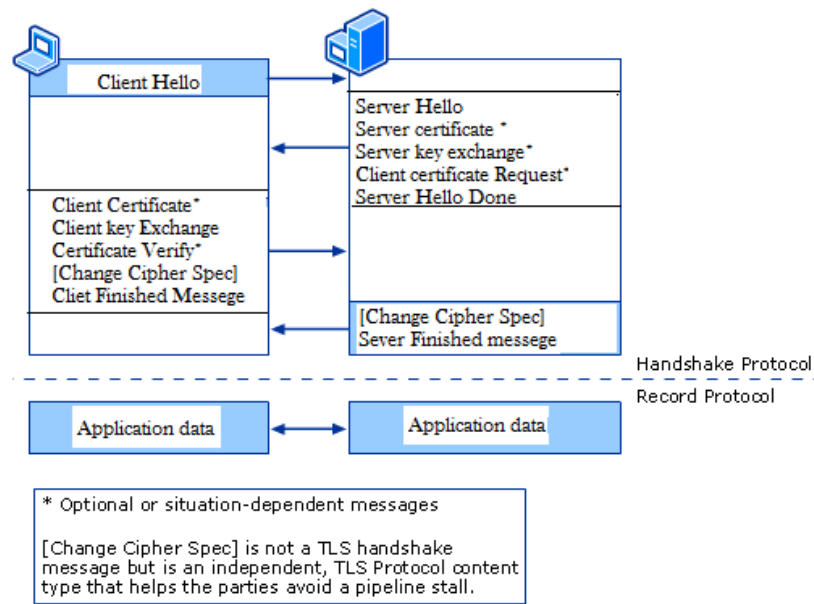 Client Hello
Server Hello
Server certificate *
Server key exchange*
Client certificate Request*
Server Hello Done
Client Certificate*
Client key Exchange
Certificate Verify*
[Change Cipher Spec]
Cliet Finished Messege
[Change Cipher Spec]
Sever Finished messege
Handshake Protocol
Record Protocol
Application data
Application data
* Optional or situation-dependent messages
[Change Cipher Spec] is not a TLS handshake
message but is an independent, TLS Protocol content
type that helps the parties avoid a pipeline stall.